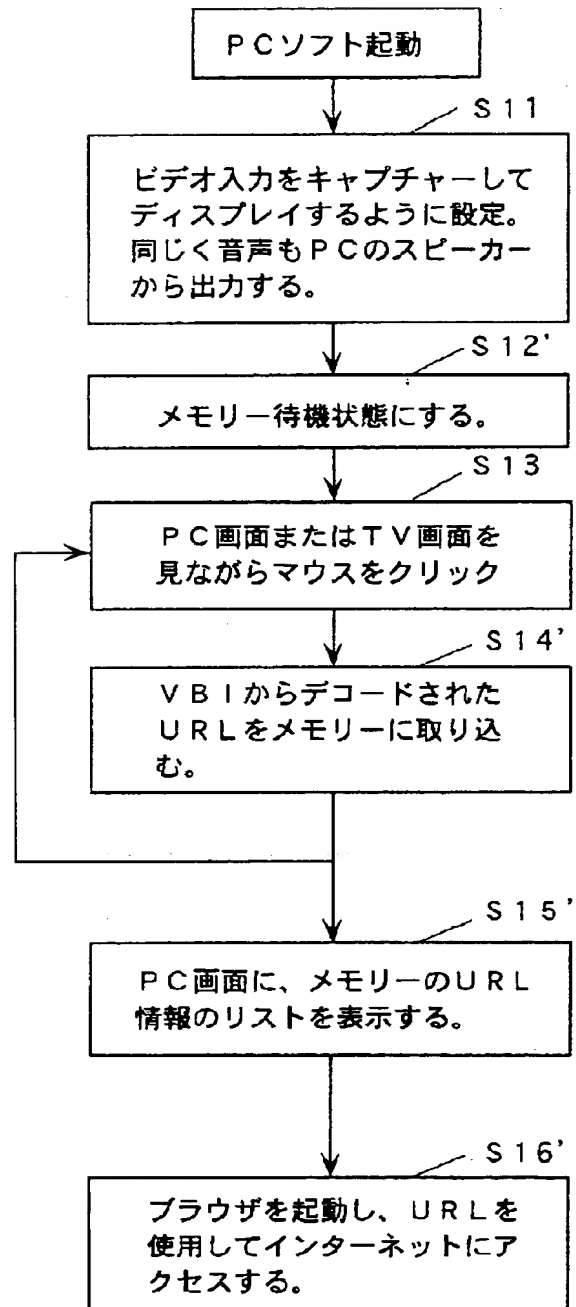 PCソフト起動
S11
ビデオ入力をキャプチャーして
ディスプレイするように設定。
同じく音声もPCのスピーカー
から出力する。
S12'
メモリー待機状態にする。
S13
PC画面またはTV画面を
見ながらマウスをクリック
S14'
VBIからデコードされた
URLをメモリーに取り込
む。
S15'
PC画面に、メモリーのURL
情報のリストを表示する。
S16'
ブラウザを起動し、URLを
使用してインターネットにア
クセスする。